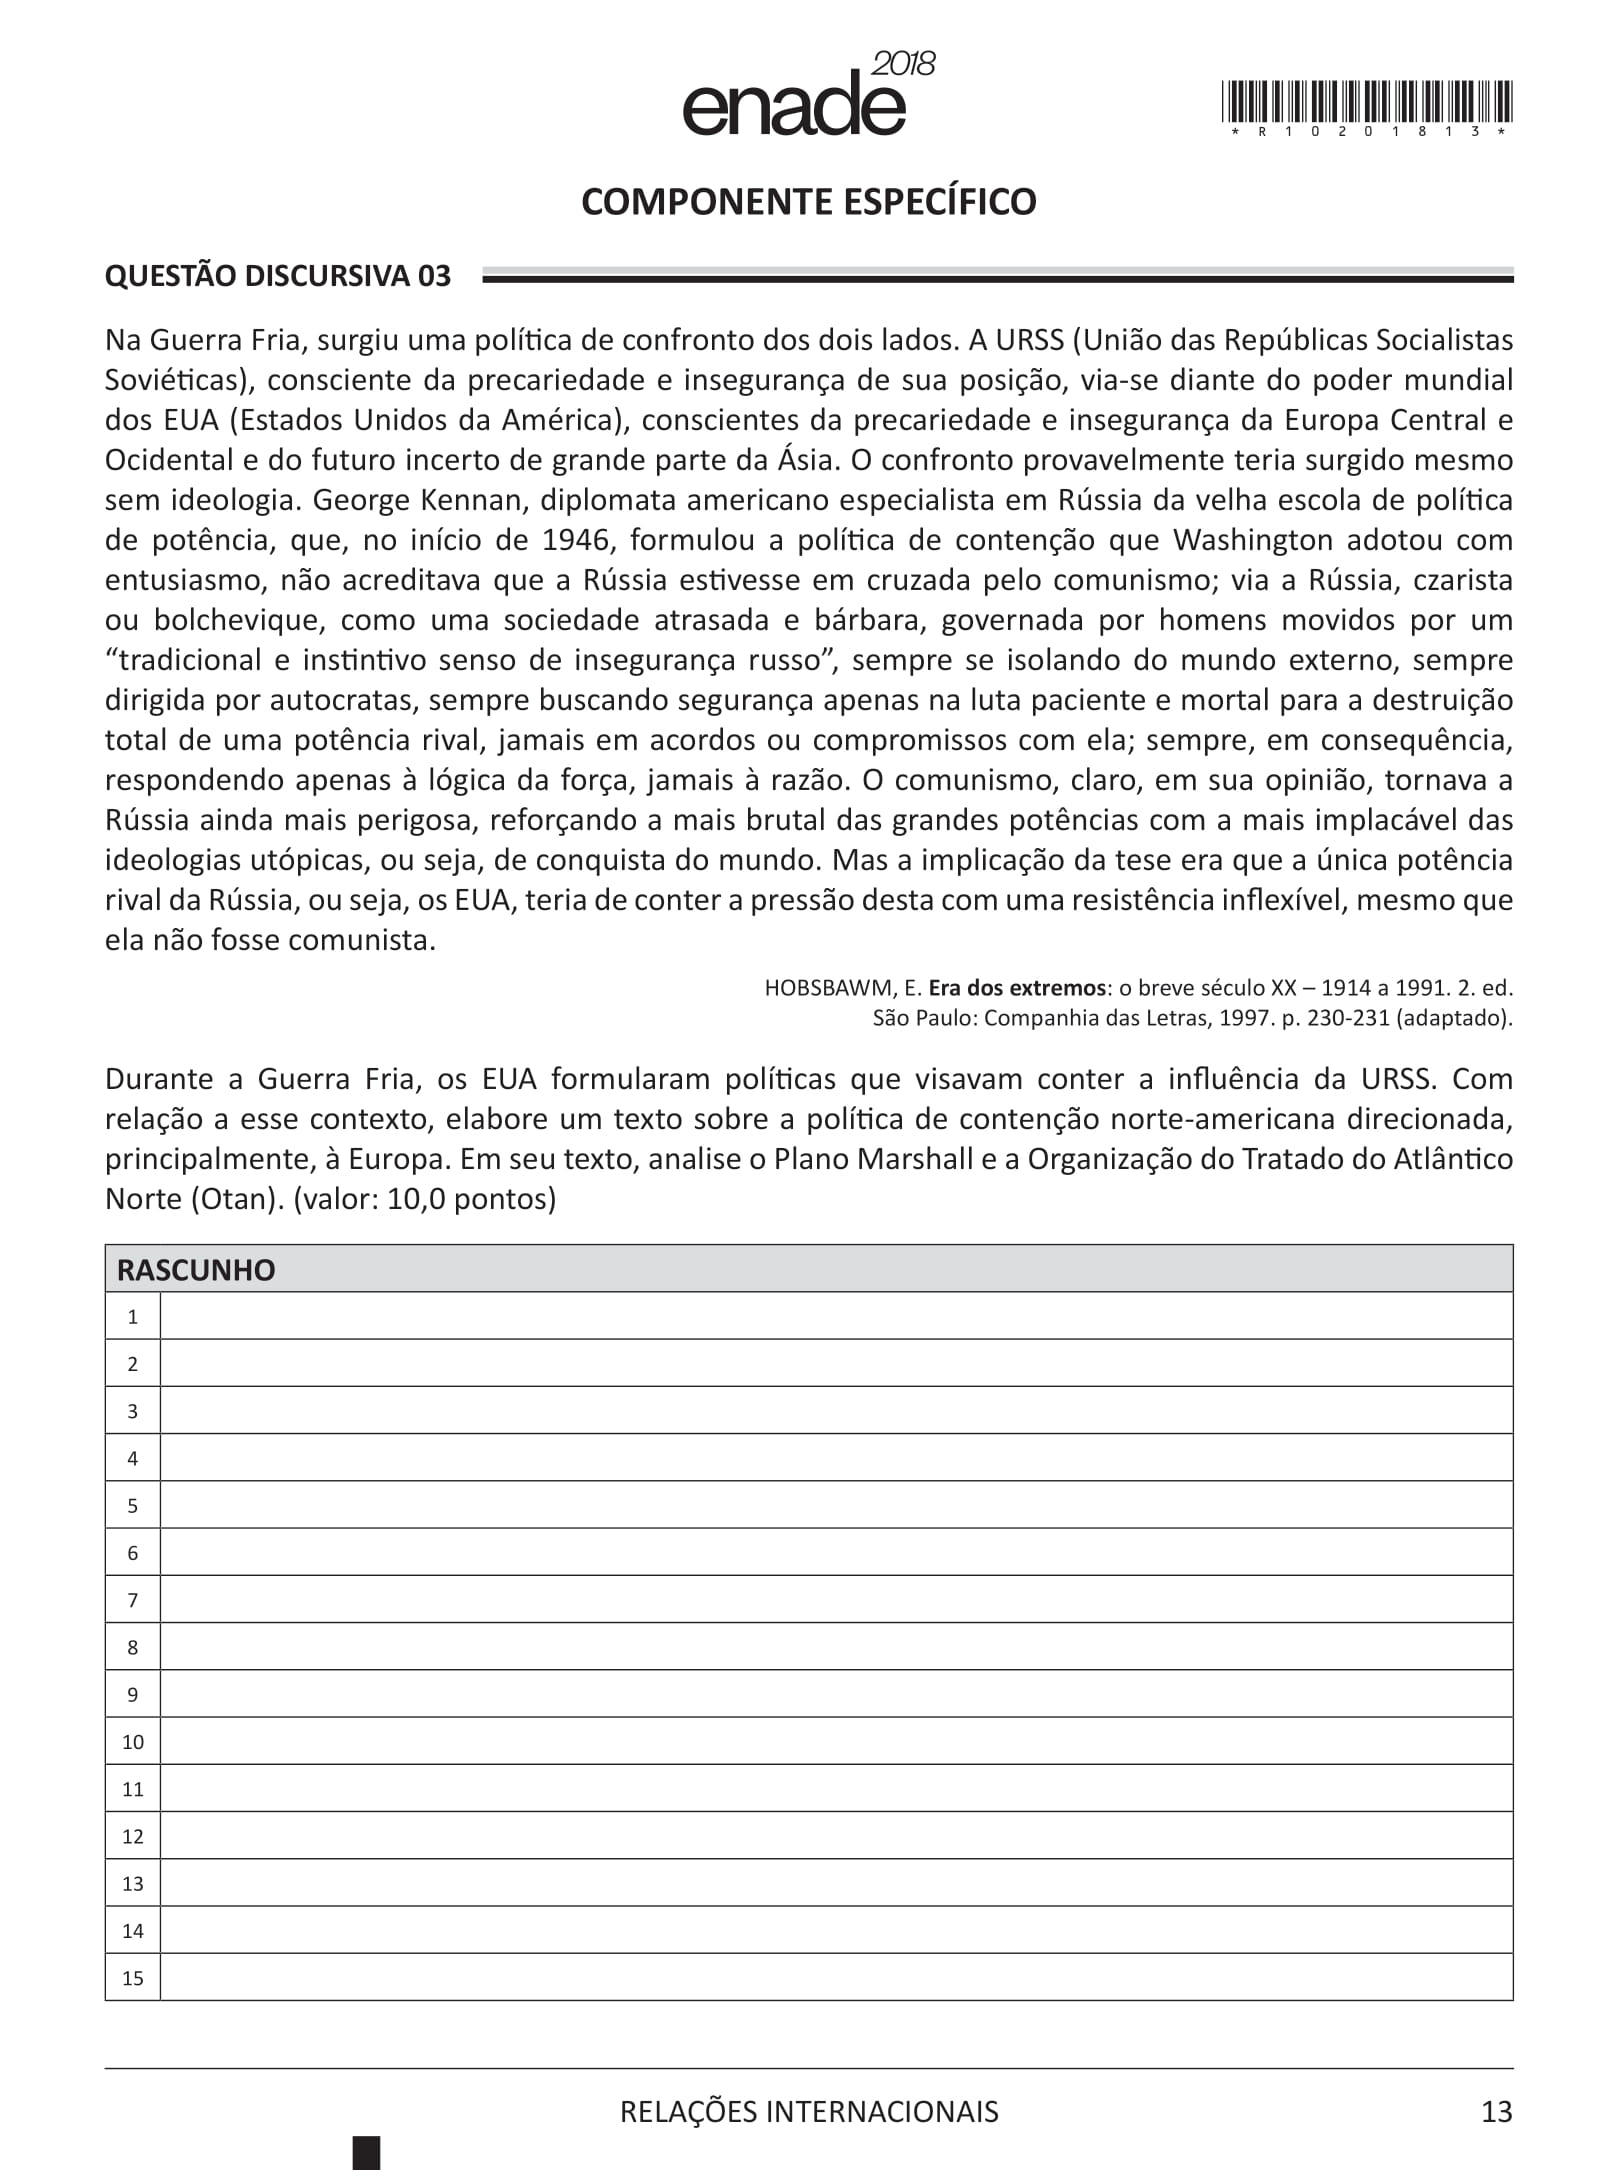 2018
enade
* R 1 0 2 0 1 8 1 3 *
COMPONENTE ESPECÍFICO
QUESTÃO DISCURSIVA 03
Na Guerra Fria, surgiu uma política de confronto dos dois lados. A URSS (União das Repúblicas Socialistas
Soviéticas), consciente da precariedade e insegurança de sua posição, via-se diante do poder mundial
dos EUA (Estados Unidos da América), conscientes da precariedade e insegurança da Europa Central e
Ocidental e do futuro incerto de grande parte da Ásia. O confronto provavelmente teria surgido mesmo
sem ideologia. George Kennan, diplomata americano especialista em Rússia da velha escola de política
de potência, que, no início de 1946, formulou a política de contenção que Washington adotou com
entusiasmo, não acreditava que a Rússia estivesse em cruzada pelo comunismo; via a Rússia, czarista
ou bolchevique, como uma sociedade atrasada e bárbara, governada por homens movidos por um
“tradicional e instintivo senso de insegurança russo”, sempre se isolando do mundo externo, sempre
dirigida por autocratas, sempre buscando segurança apenas na luta paciente e mortal para a destruição
total de uma potência rival, jamais em acordos ou compromissos com ela; sempre, em consequência,
respondendo apenas à lógica da força, jamais à razão. O comunismo, claro, em sua opinião, tornava a
Rússia ainda mais perigosa, reforçando a mais brutal das grandes potências com a mais implacável das
ideologias utópicas, ou seja, de conquista do mundo. Mas a implicação da tese era que a única potência
rival da Rússia, ou seja, os EUA, teria de conter a pressão desta com uma resistência inflexível, mesmo que
ela não fosse comunista.
HOBSBAWM, E. Era dos extremos: o breve século XX – 1914 a 1991. 2. ed.
São Paulo: Companhia das Letras, 1997. p. 230-231 (adaptado).
Durante a Guerra Fria, os EUA formularam políticas que visavam conter a influência da URSS. Com
relação a esse contexto, elabore um texto sobre a política de contenção norte-americana direcionada,
principalmente, à Europa. Em seu texto, analise o Plano Marshall e a Organização do Tratado do Atlântico
Norte (Otan). (valor: 10,0 pontos)
RASCUNHO
1
2
3
4
5
6
7
8
9
10
11
12
13
14
15
RELAÇÕES INTERNACIONAIS
13